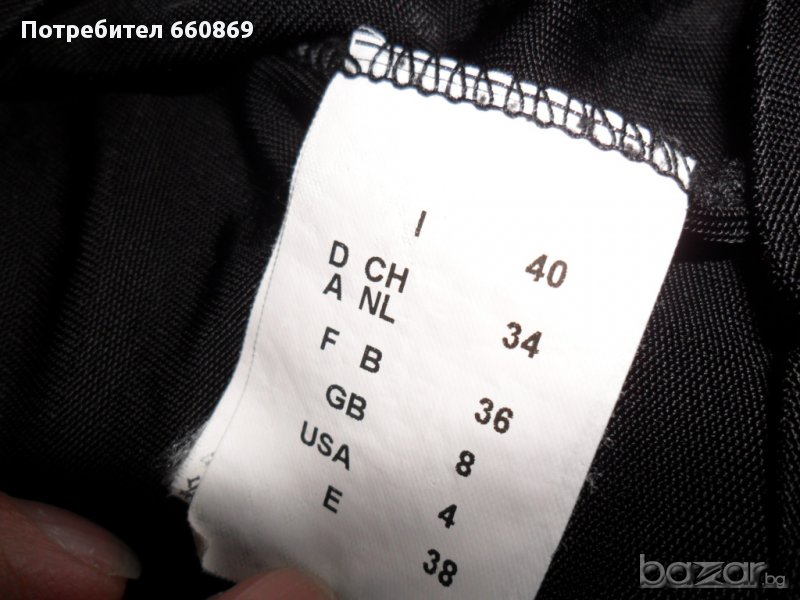 Потребител 660869
I 40
D CH
A NL 34
F B 36
GB 8
USA 4
E 38
bazar.bg